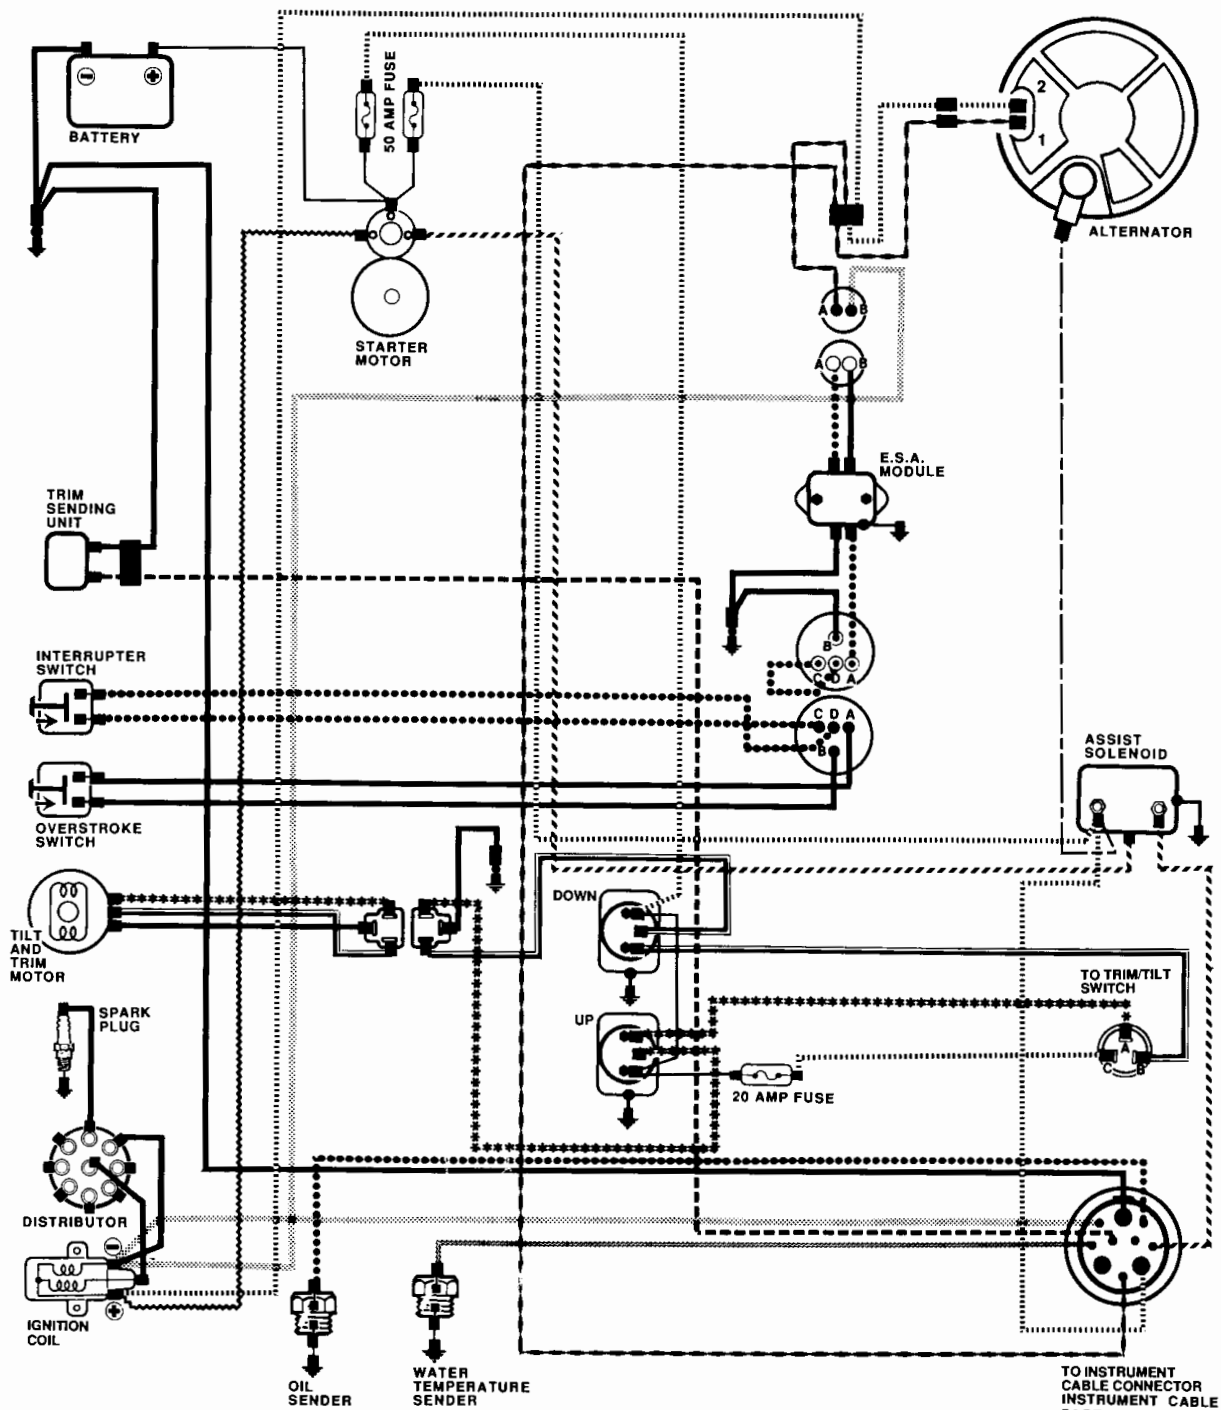 BATTERY
50 AMP FUSE
2
1
ALTERNATOR
STARTER
MOTOR
A B
A B
E.S.A.
MODULE
TRIM
SENDING
UNIT
B
C D A
INTERRUPTER
SWITCH
C D A
B
OVERSTROKE
SWITCH
ASSIST
SOLENOID
TILT
AND
TRIM
MOTOR
DOWN
TO TRIM/TILT
SWITCH
SPARK
PLUG
UP
A
C B
20 AMP FUSE
DISTRIBUTOR
IGNITION
COIL
OIL
SENDER
WATER
TEMPERATURE
SENDER
TO INSTRUMENT
CABLE CONNECTOR
INSTRUMENT CABLE